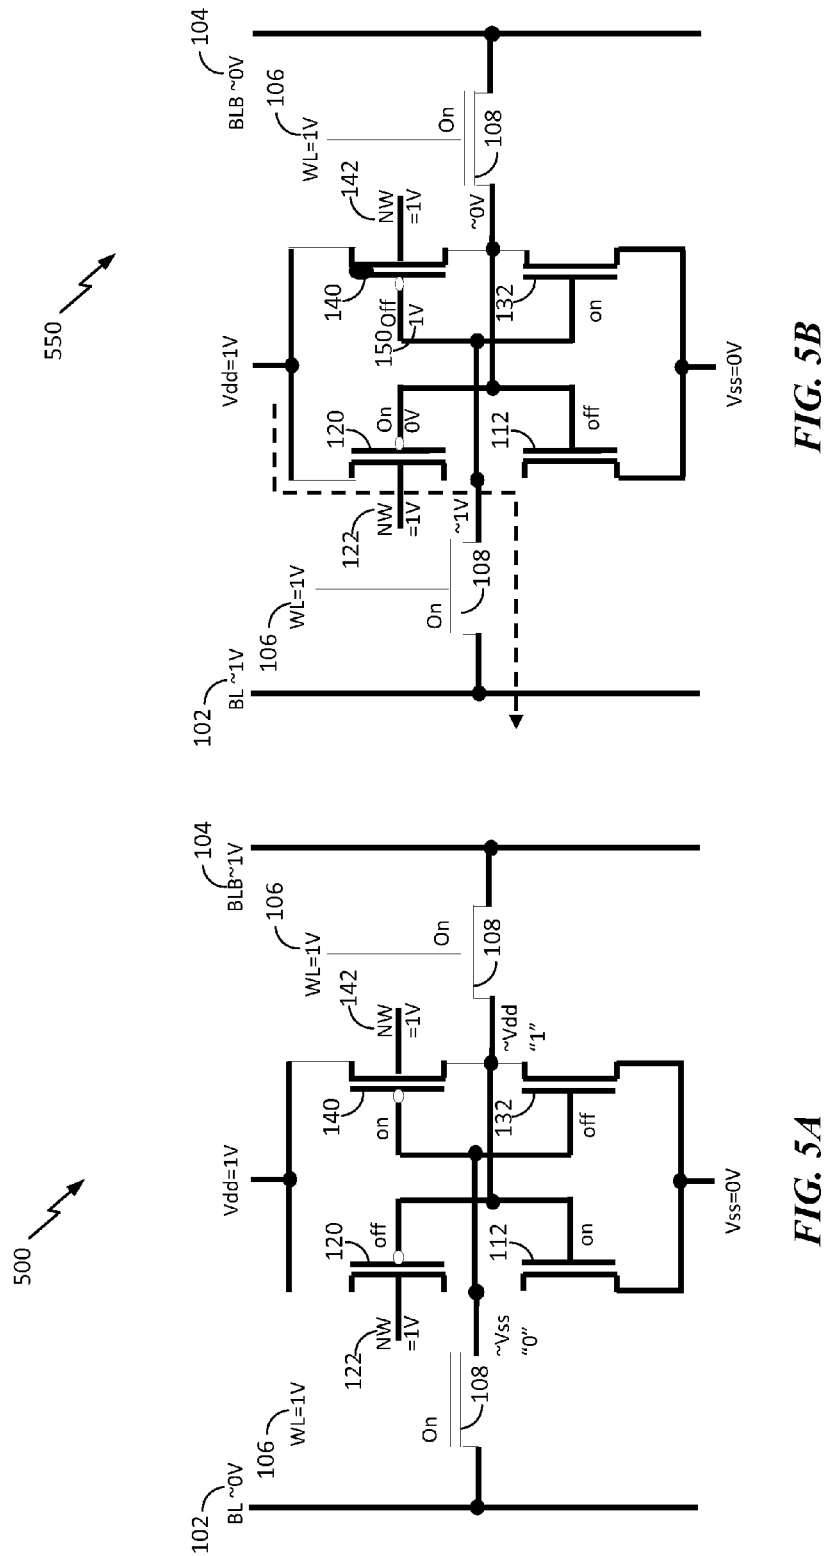 500
102
BL ~0V
106
WL=1V
Vdd=1V
106
WL=1V
104
BLB~1V
122
NW
=1V
120
off
140
on
142
NW
=1V
On
108
~Vss
"0"
112
on
132
off
~Vdd
"1"
On
108
Vss=0V
FIG. 5A
550
102
BL ~1V
106
WL=1V
Vdd=1V
106
WL=1V
104
BLB ~0V
122
NW
=1V
120
On
0V
140
Off
150
1V
142
NW
=1V
On
108
~1V
112
off
132
on
~0V
On
108
Vss=0V
FIG. 5B